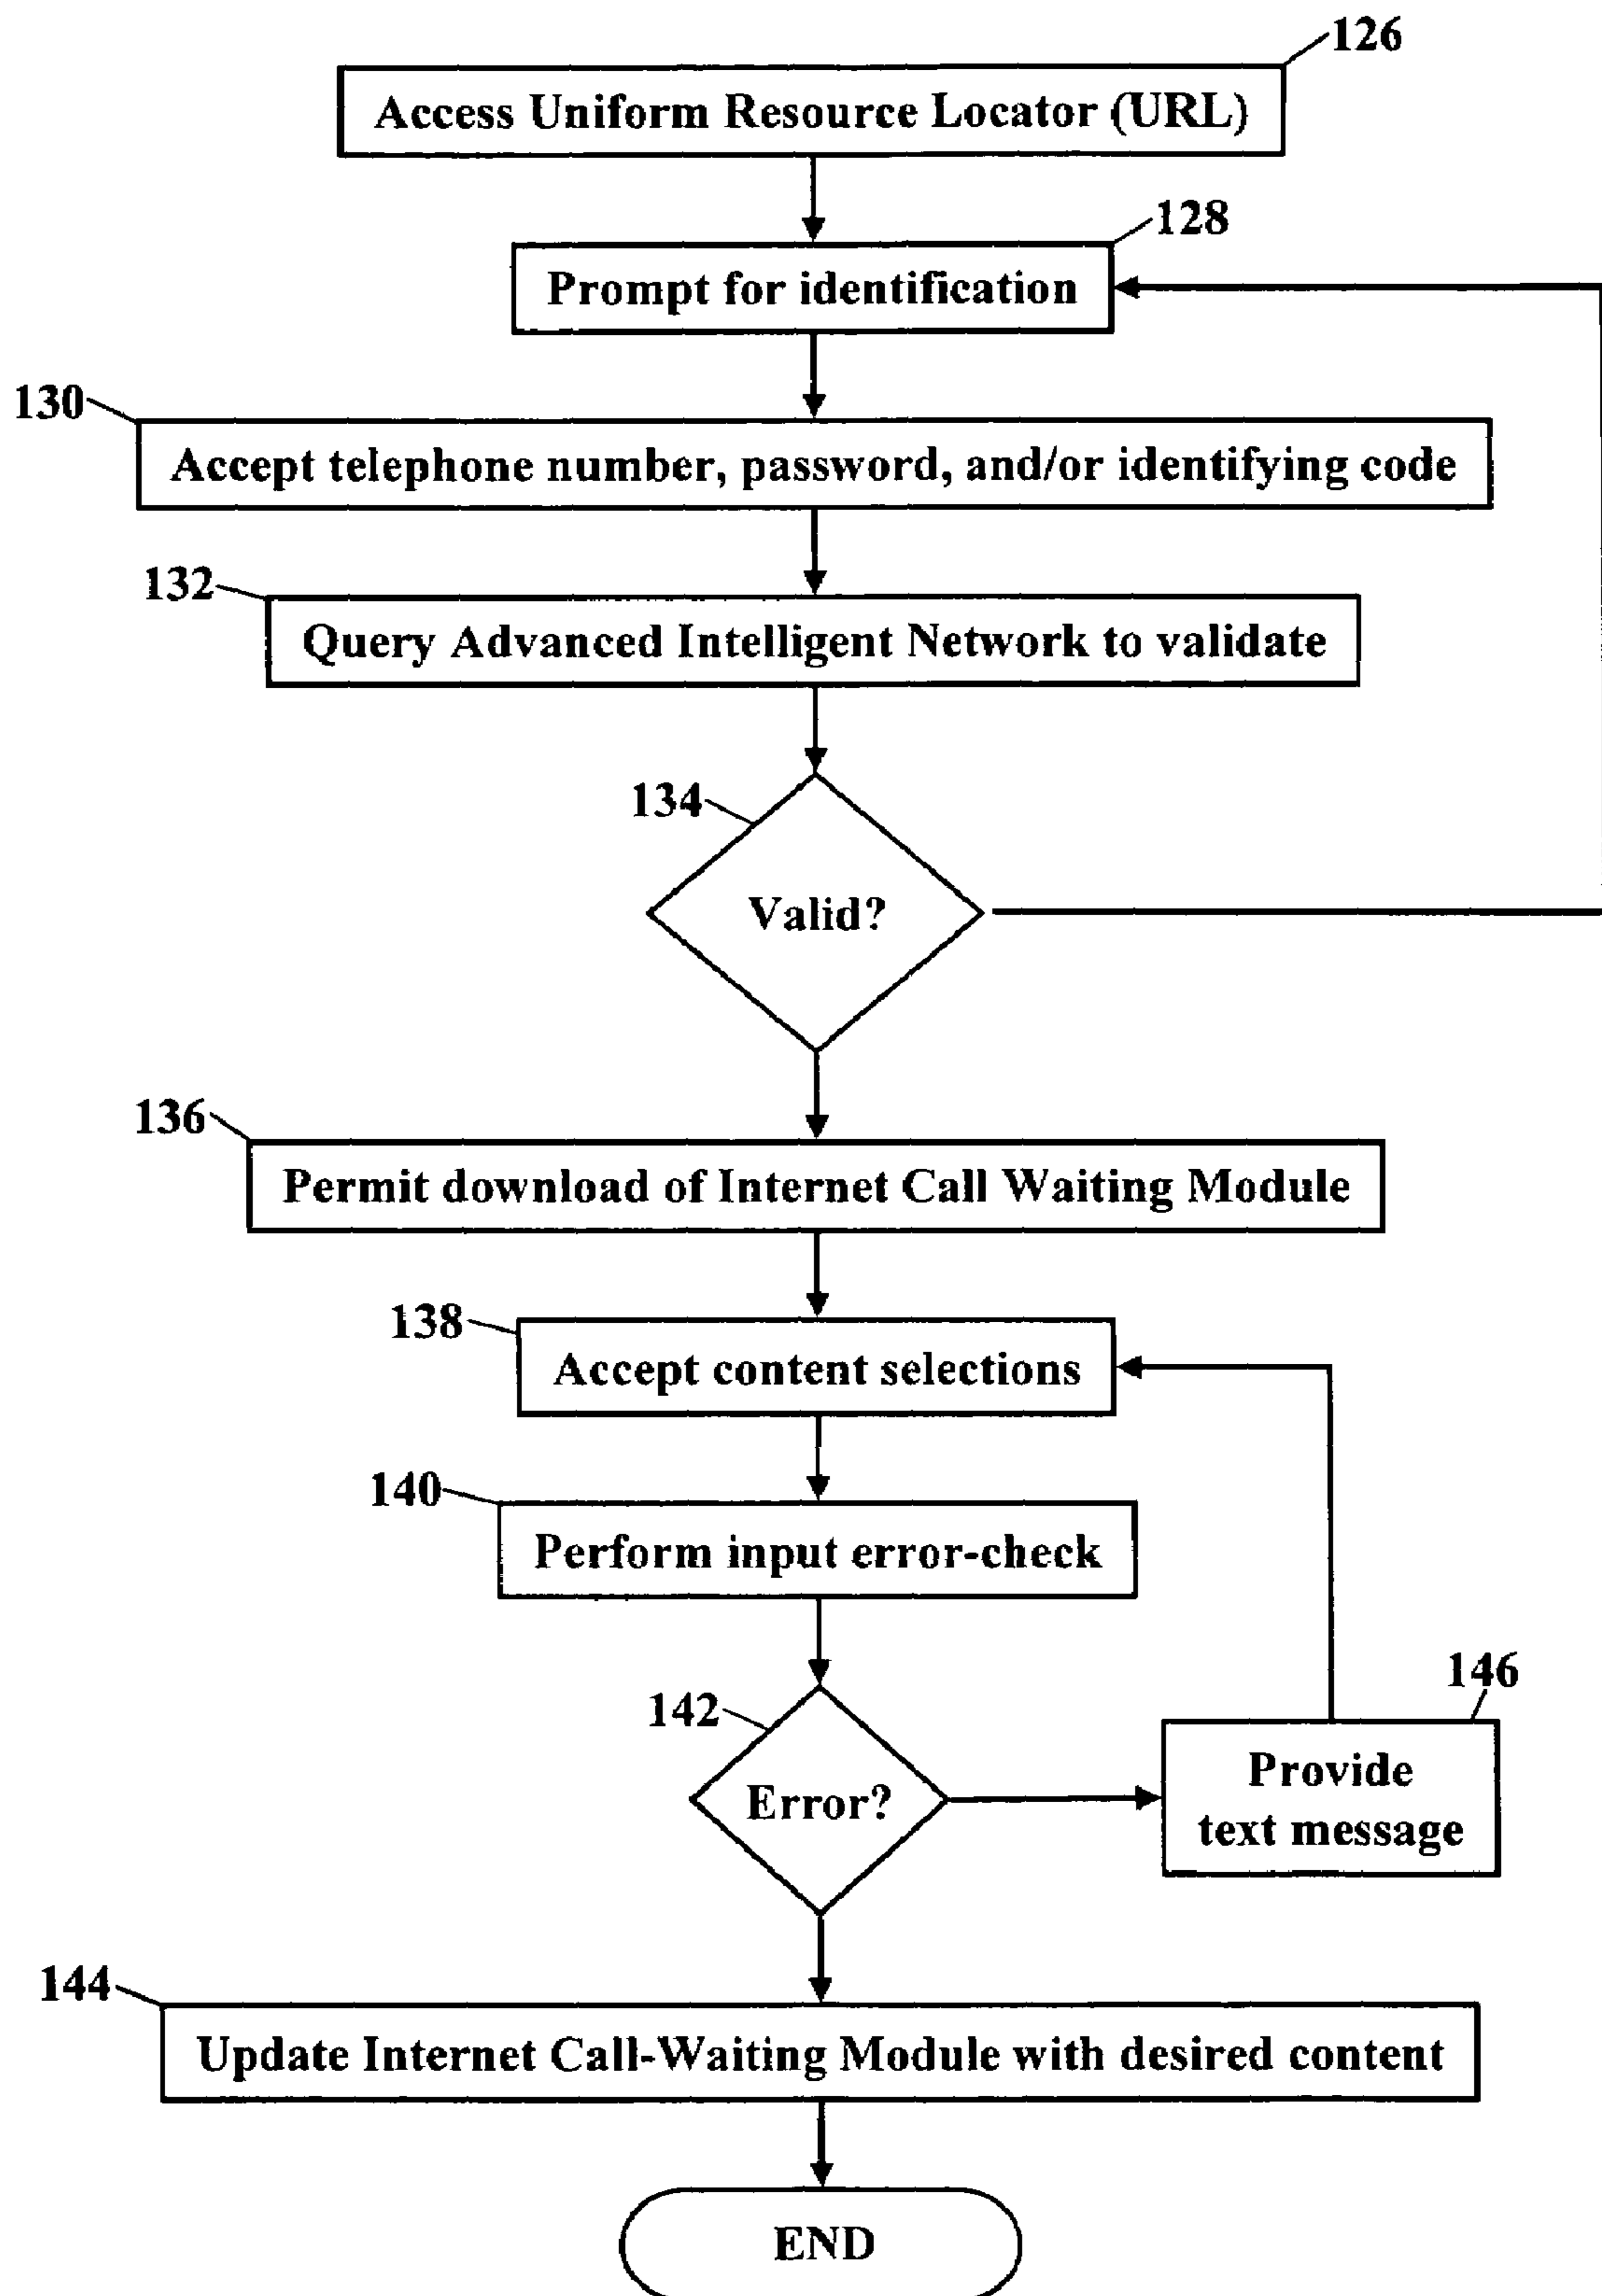 126
Access Uniform Resource Locator (URL)
128
Prompt for identification
130
Accept telephone number, password, and/or identifying code
132
Query Advanced Intelligent Network to validate
134
Valid?
136
Permit download of Internet Call Waiting Module
138
Accept content selections
140
Perform input error-check
142
Error?
146
Provide
text message
144
Update Internet Call-Waiting Module with desired content
END